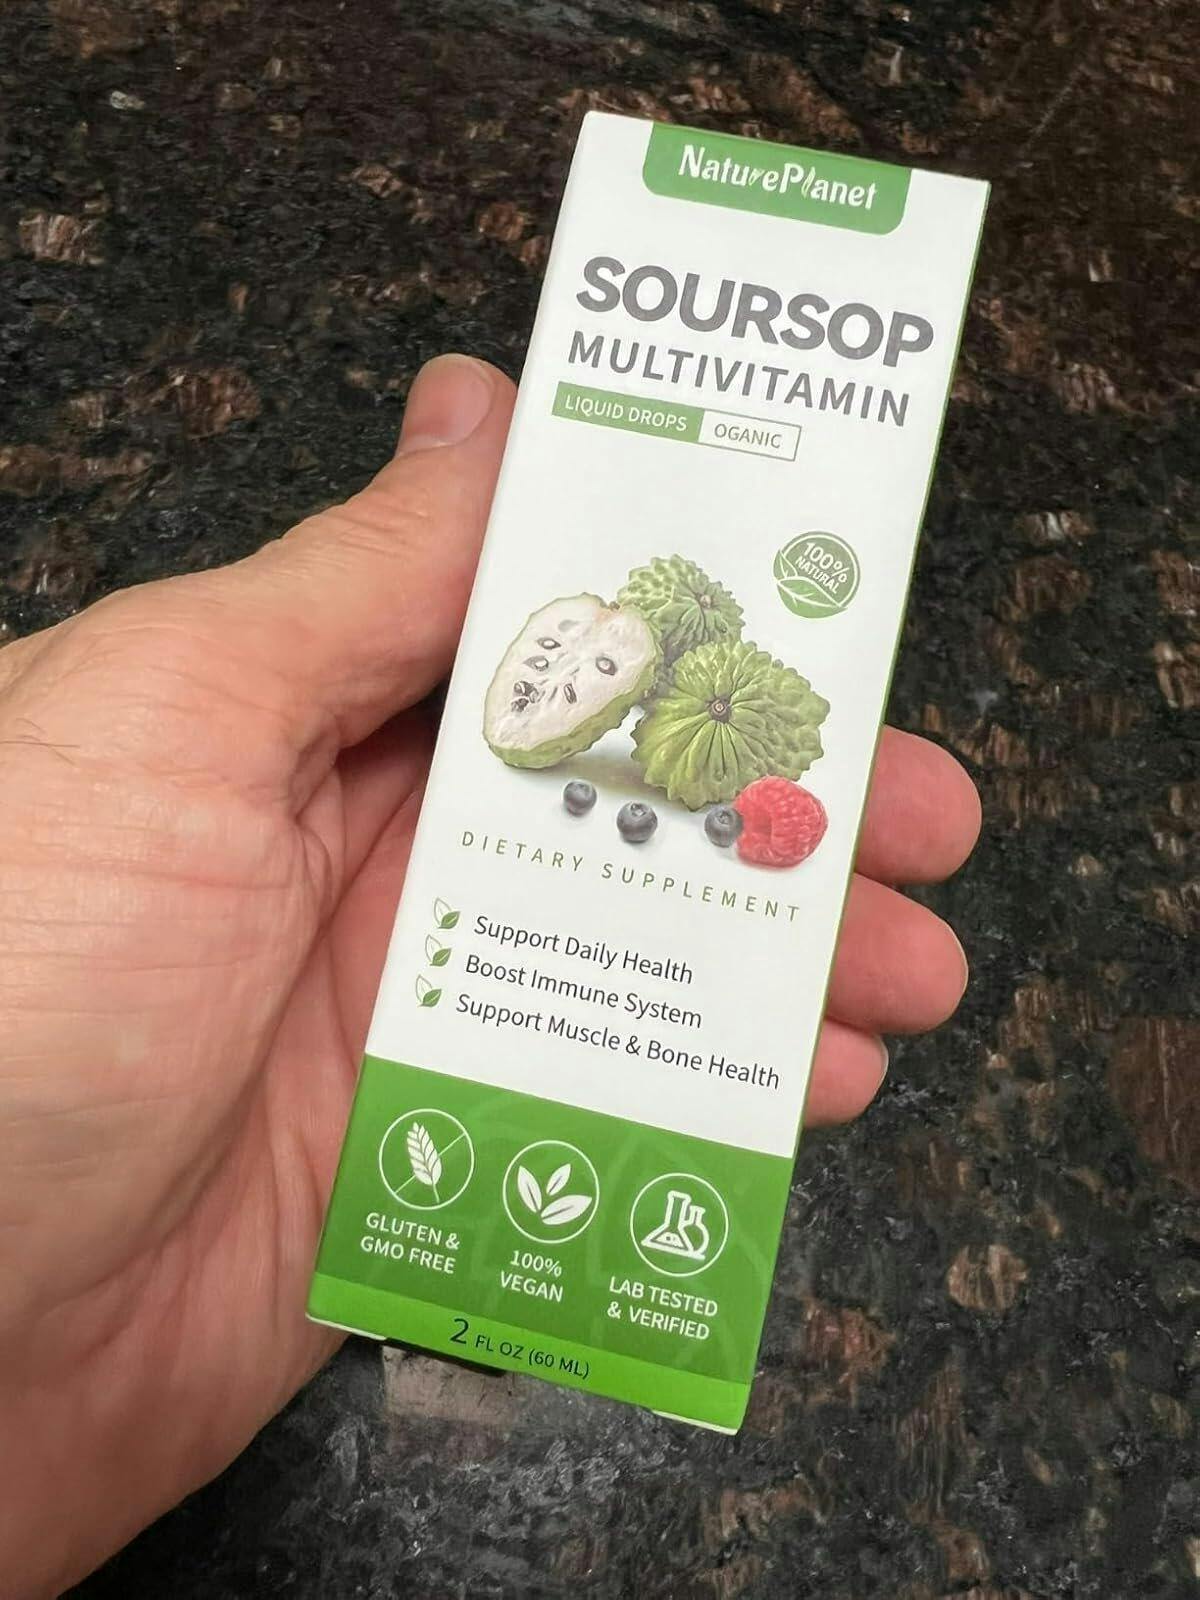 NaturePlanet
SOURSOP
MULTIVITAMIN
LIQUID DROPS OGANIC
100%
NATURAL
DIETARY SUPPLEMENT
Support Daily Health
Boost Immune System
Support Muscle & Bone Health
GLUTEN &
GMO FREE
100%
VEGAN
LAB TESTED
& VERIFIED
2 FL OZ (60 ML)